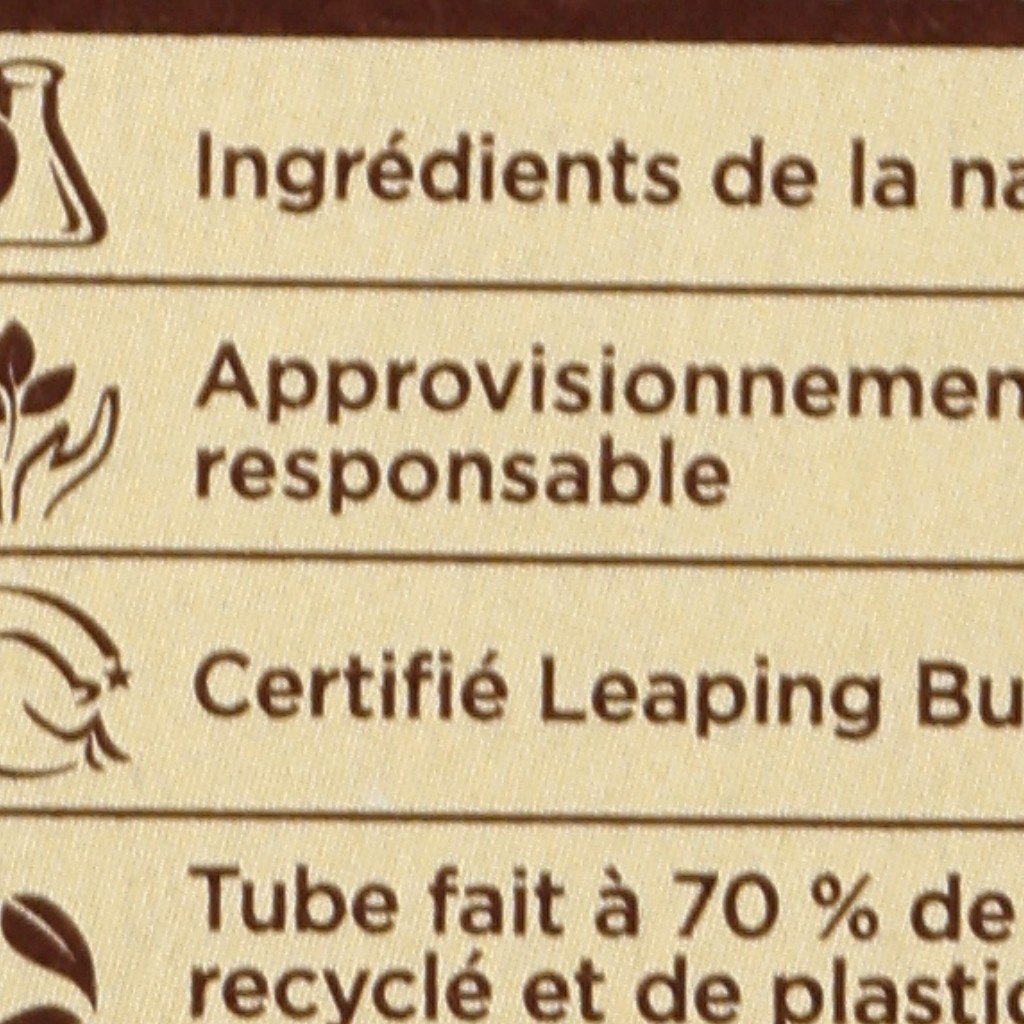 Ingrédients de la na
Approvisionnemen
responsable
Certifié Leaping Bu
Tube fait à 70 % de
recyclé et de plastic